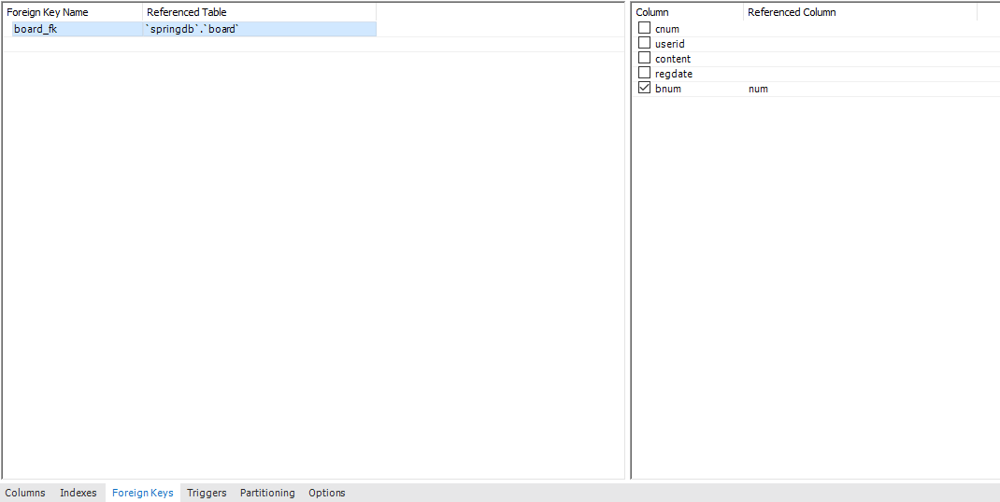 Foreign Key Name Referenced Table
board_fk `springdb`.`board`
Column Referenced Column
cnum
userid
content
regdate
bnum num
Columns Indexes Foreign Keys Triggers Partitioning Options